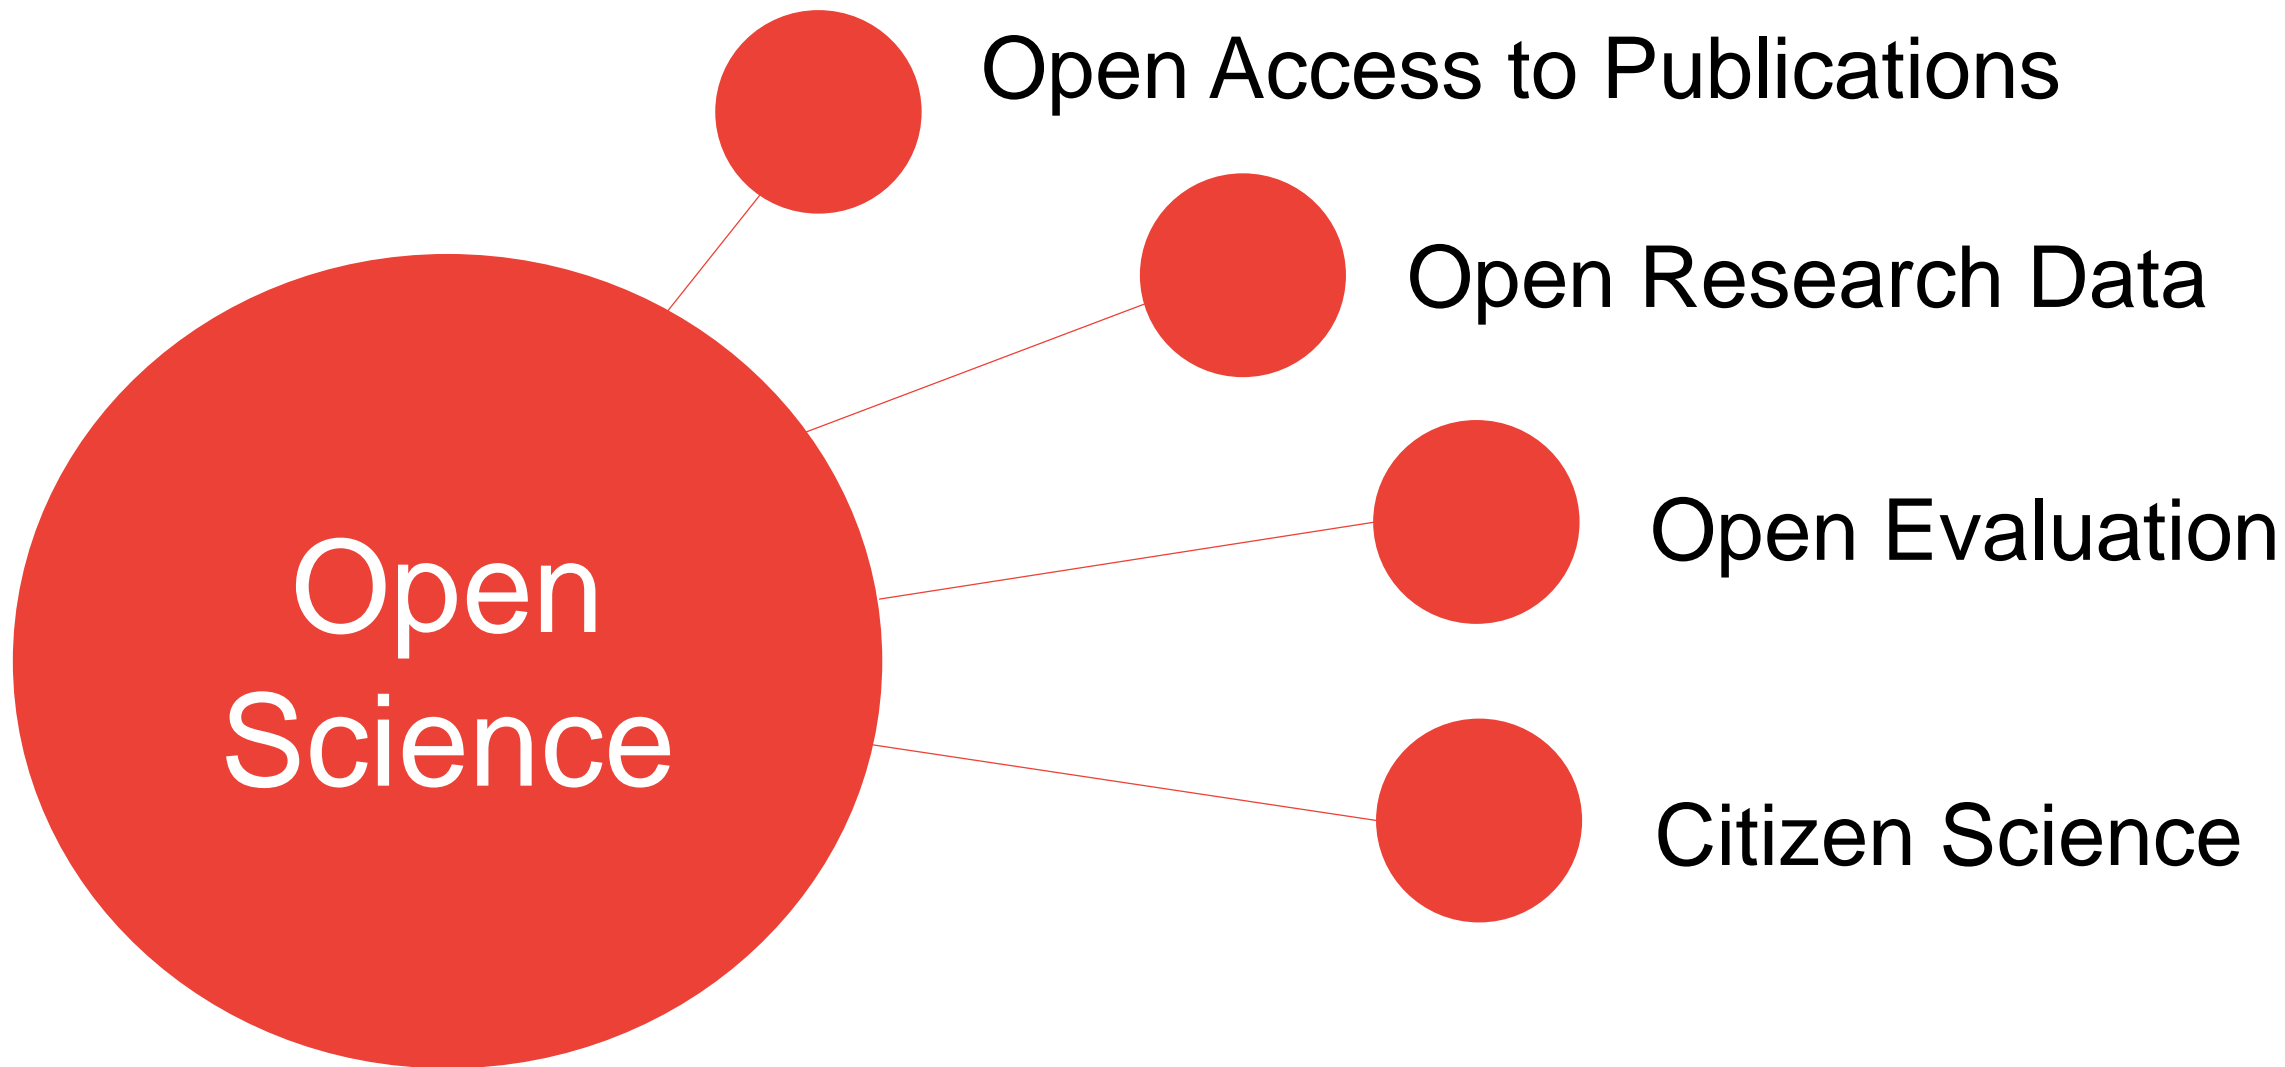 Open Access to Publications
Open Research Data
Open Evaluation
Open
Science
Citizen Science